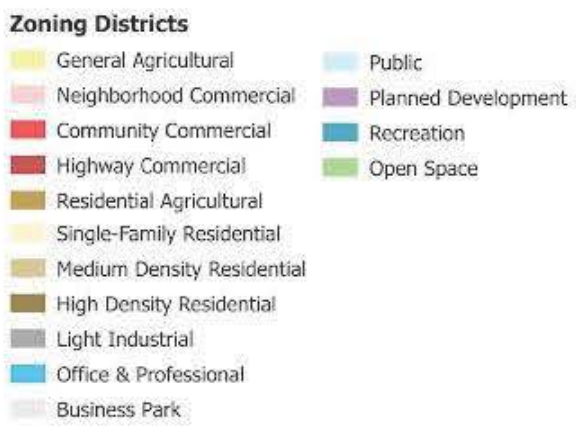 Zoning Districts
General Agricultural
Neighborhood Commercial
Community Commercial
Highway Commercial
Residential Agricultural
Single-Family Residential
Medium Density Residential
High Density Residential
Light Industrial
Office & Professional
Business Park
Public
Planned Development
Recreation
Open Space